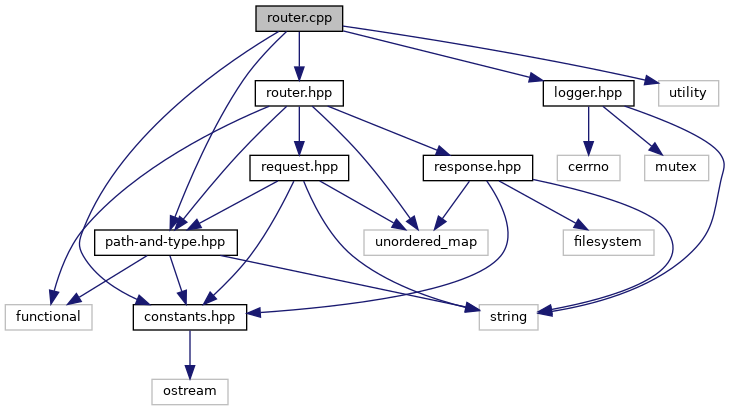 router.cpp
router.hpp
logger.hpp
utility
request.hpp
response.hpp
cerrno
mutex
path-and-type.hpp
unordered_map
filesystem
functional
constants.hpp
string
ostream